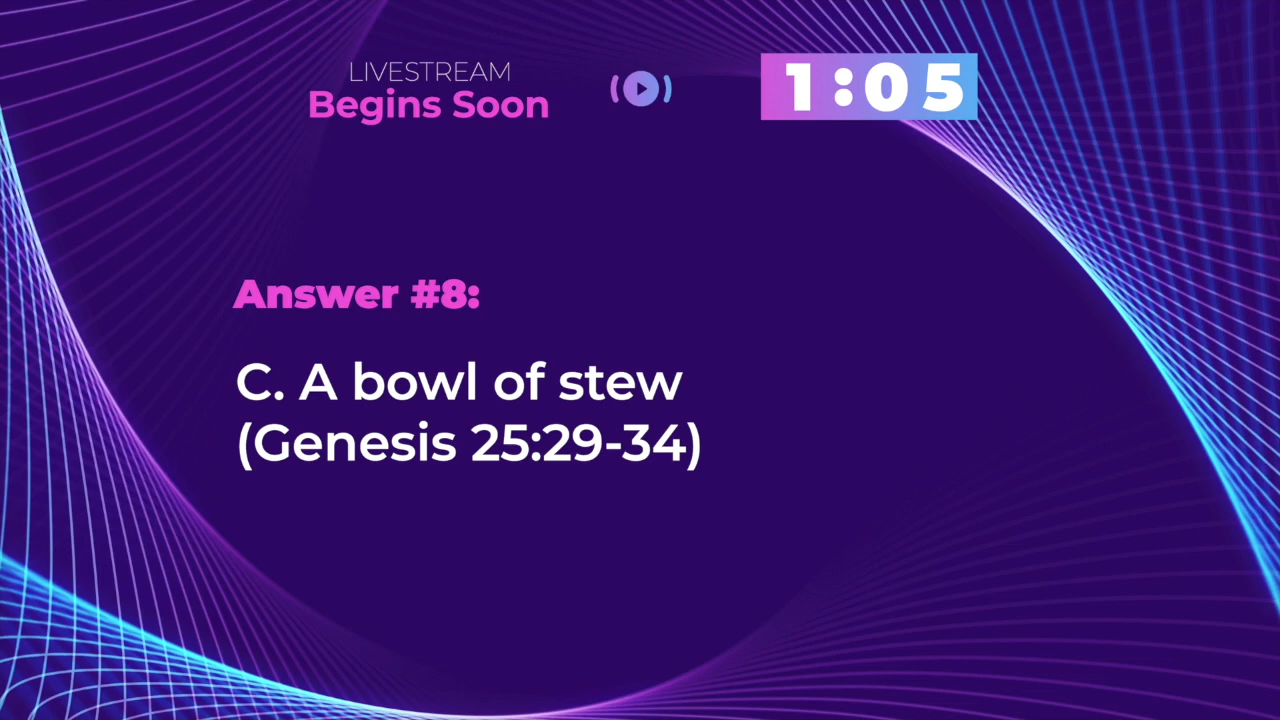 LIVESTREAM
Begins Soon
1:05
Answer #8:
C. A bowl of stew
(Genesis 25:29-34)